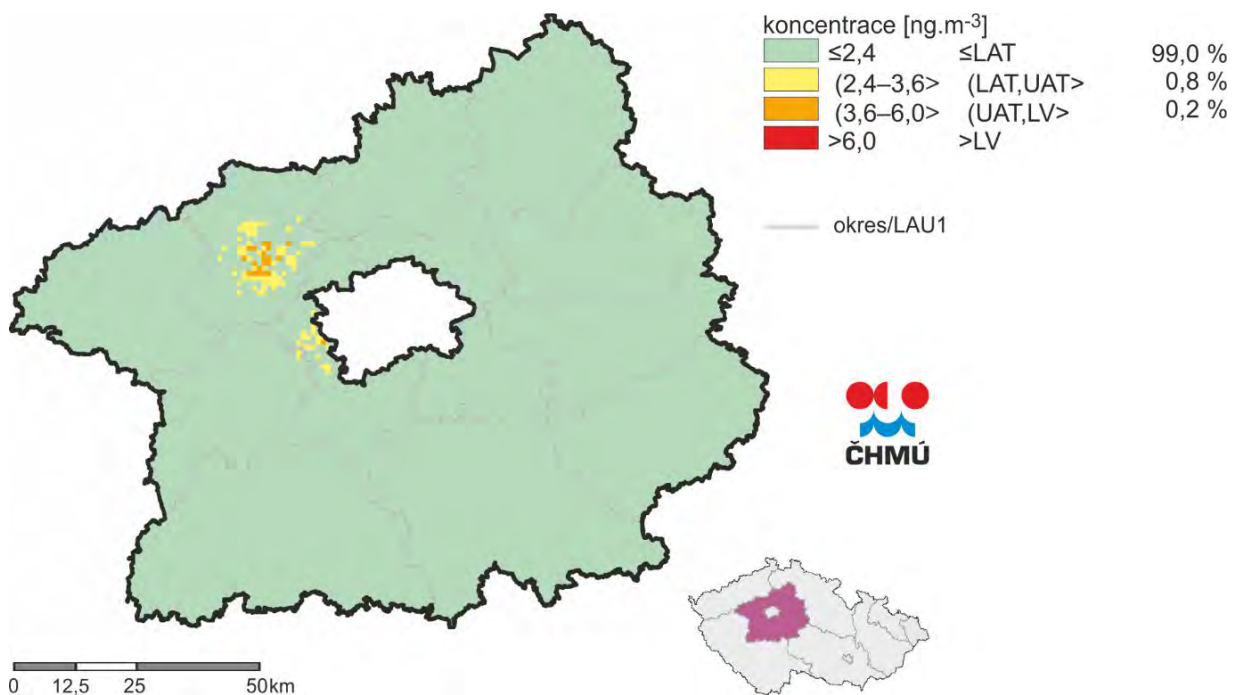 koncentrace [ng.m-3]
≤2,4 ≤LAT 99,0 %
(2,4–3,6> (LAT,UAT> 0,8 %
(3,6–6,0> (UAT,LV> 0,2 %
>6,0 >LV
okres/LAU1
ČHMÚ
0 12,5 25 50km